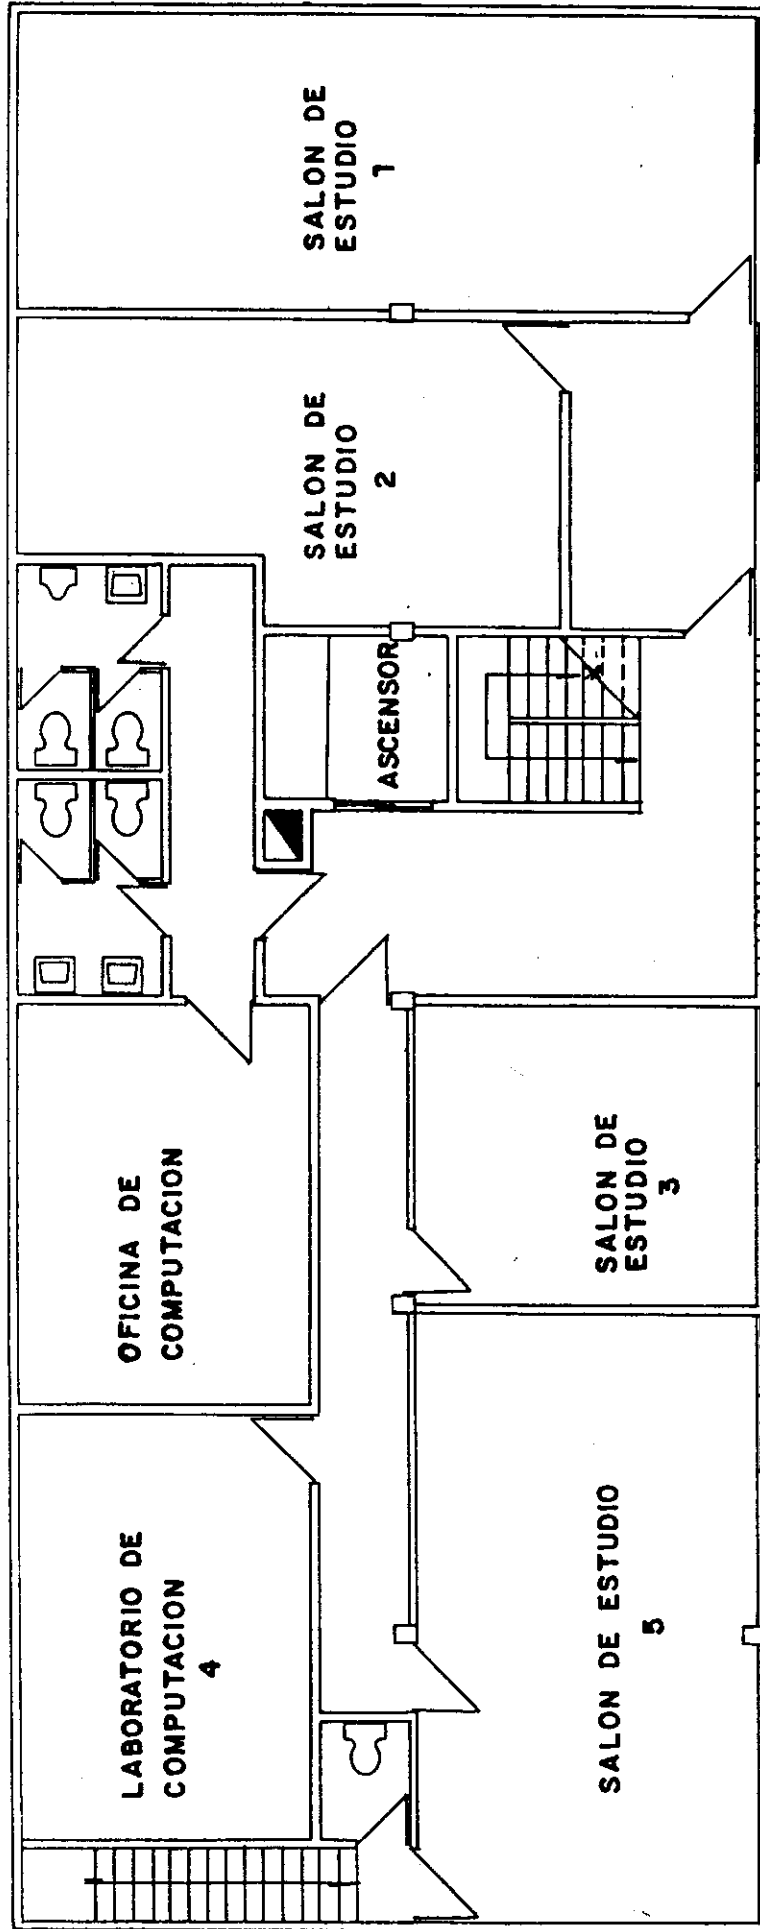 SALON DE
ESTUDIO
1
SALON DE
ESTUDIO
2
ASCENSOR
OFICINA DE
COMPUTACION
SALON DE
ESTUDIO
3
LABORATORIO DE
COMPUTACION
4
SALON DE ESTUDIO
5